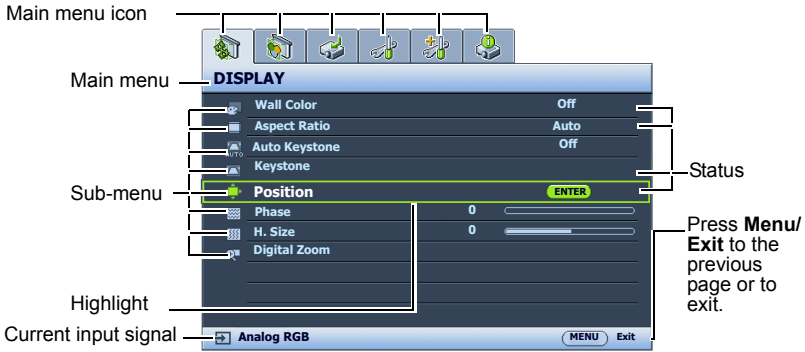 Main menu icon
Main menu
DISPLAY
Wall Color Off
Aspect Ratio Auto
AUTO
Auto Keystone Off
Keystone
Status
Sub-menu
Position ENTER
Phase 0
H. Size 0
Digital Zoom
Press Menu/
Exit to the
previous
page or to
exit.
Highlight
Current input signal
Analog RGB MENU Exit